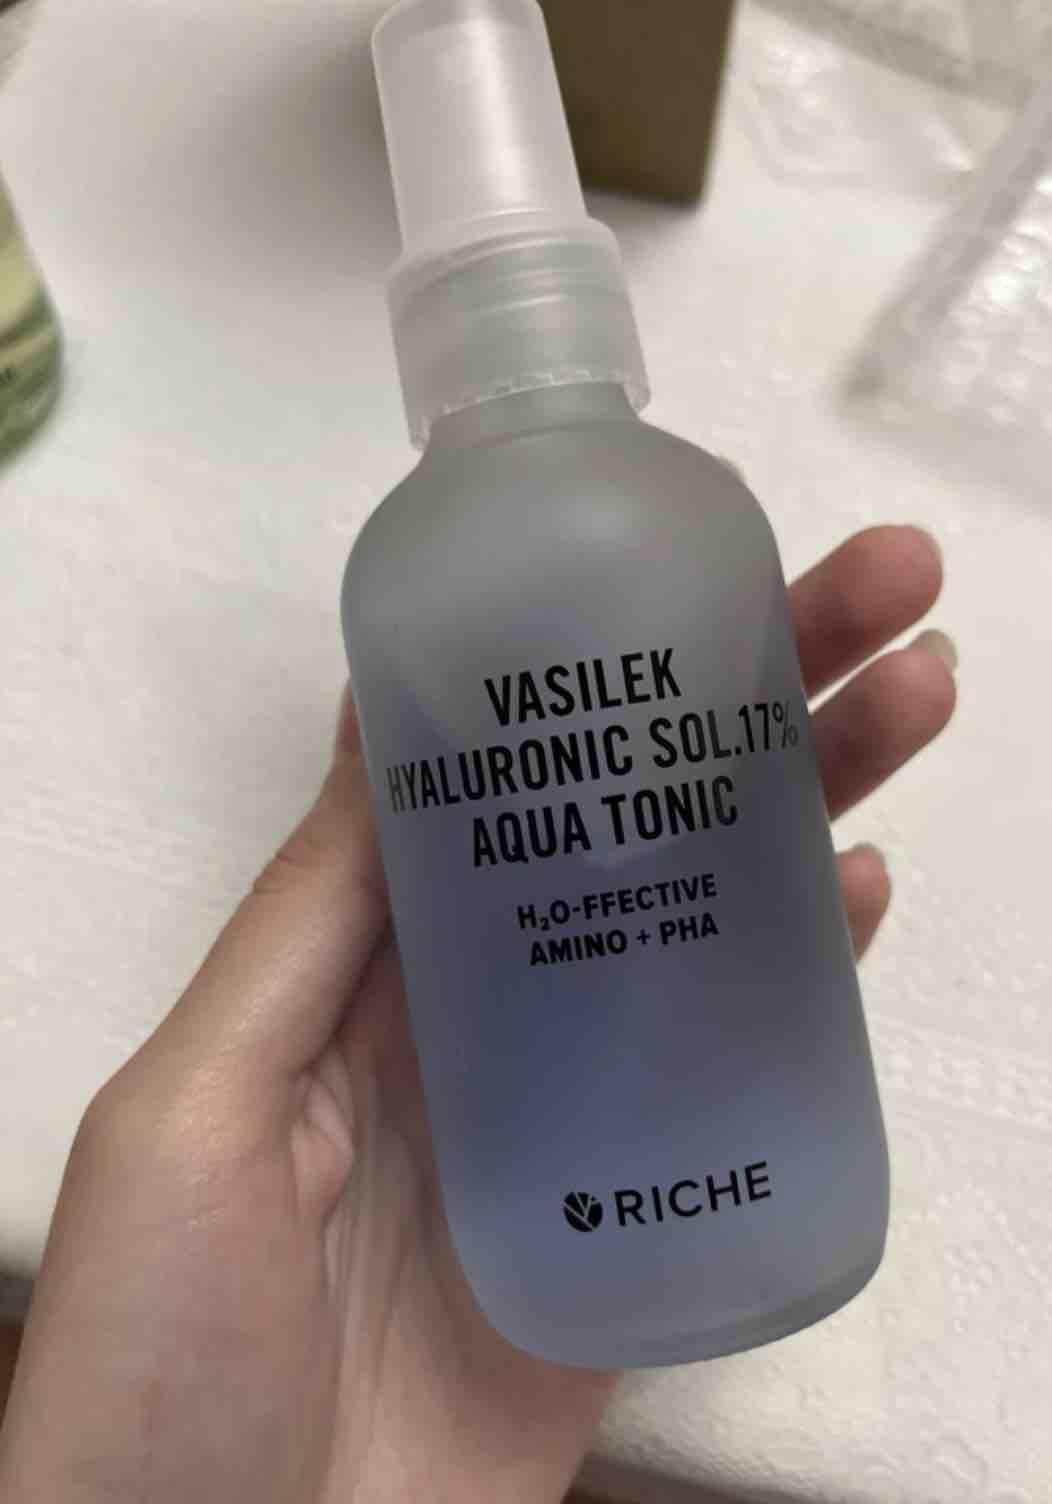 VASILEK
HYALURONIC SOL.17%
AQUA TONIC
H₂O-FFECTIVE
AMINO + PHA
RICHE